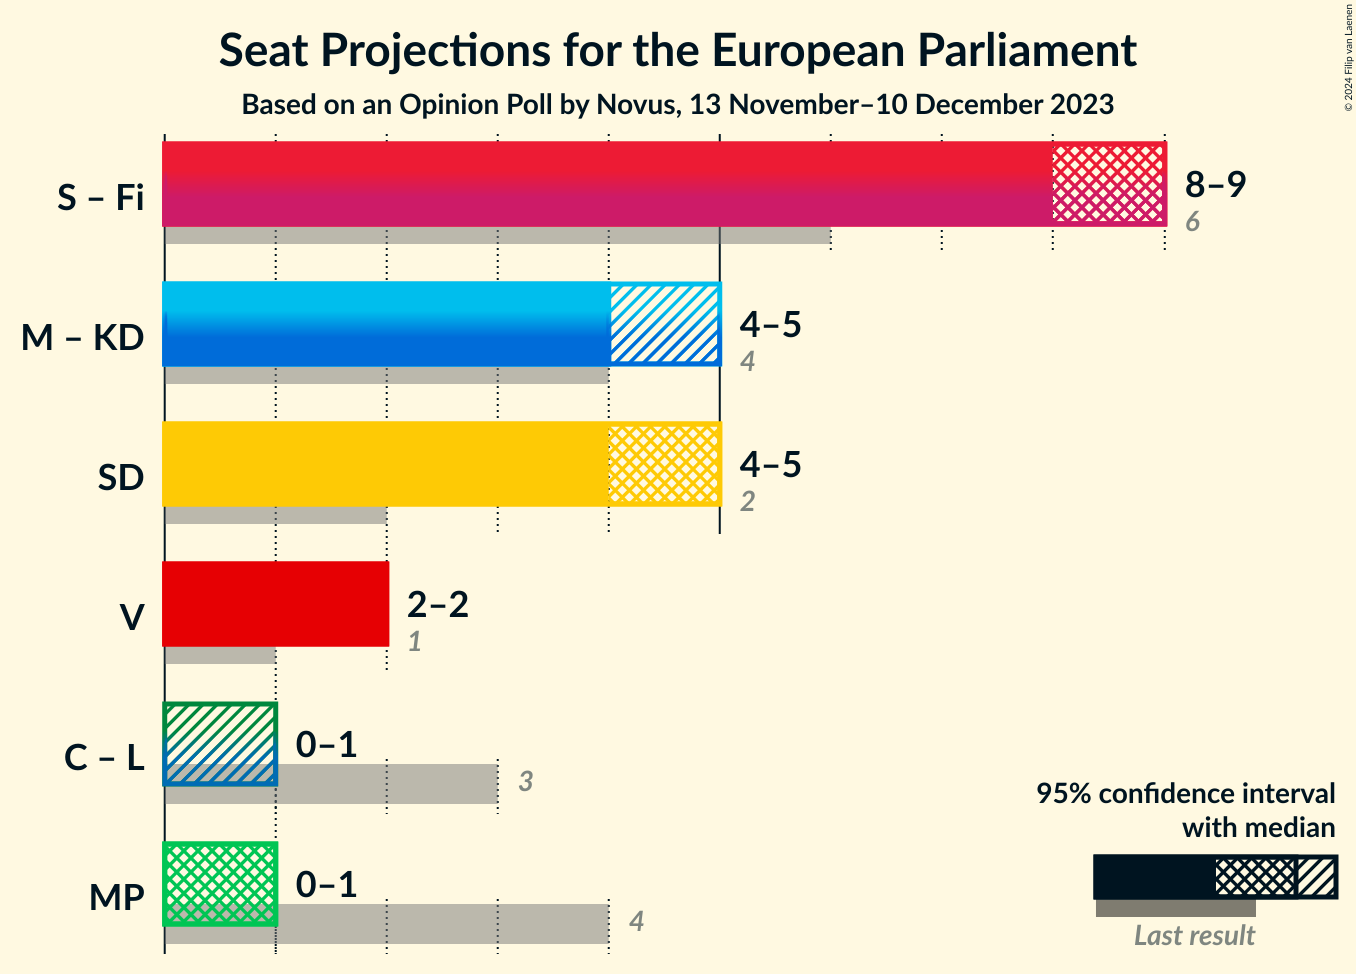 Seat Projections for the European Parliament
Based on an Opinion Poll by Novus, 13 November–10 December 2023
© 2024 Filip van Laenen
S – Fi
8–9
6
M – KD
4–5
4
SD
4–5
2
V
2–2
1
C – L
0–1
3
MP
0–1
4
95% confidence interval
with median
Last result